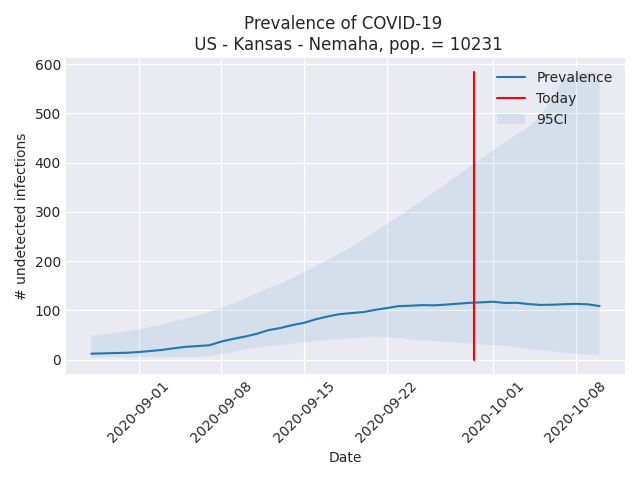 Prevalence of COVID-19
US - Kansas - Nemaha, pop. = 10231
600
500
400
300
200
100
0
# undetected infections
Prevalence
Today
95CI
2020-09-01
2020-09-08
2020-09-15
2020-09-22
2020-10-01
2020-10-08
Date